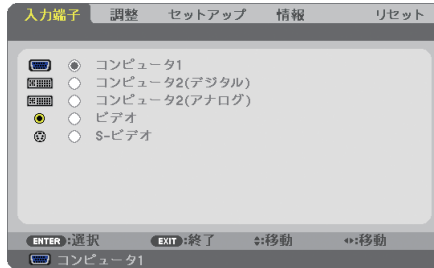 入力端子 調整 セットアップ 情報 リセット
コンピュータ1
コンピュータ2(デジタル)
コンピュータ2(アナログ)
ビデオ
S-ビデオ
ENTER:選択 EXIT:終了 :移動 :移動
コンピュータ1